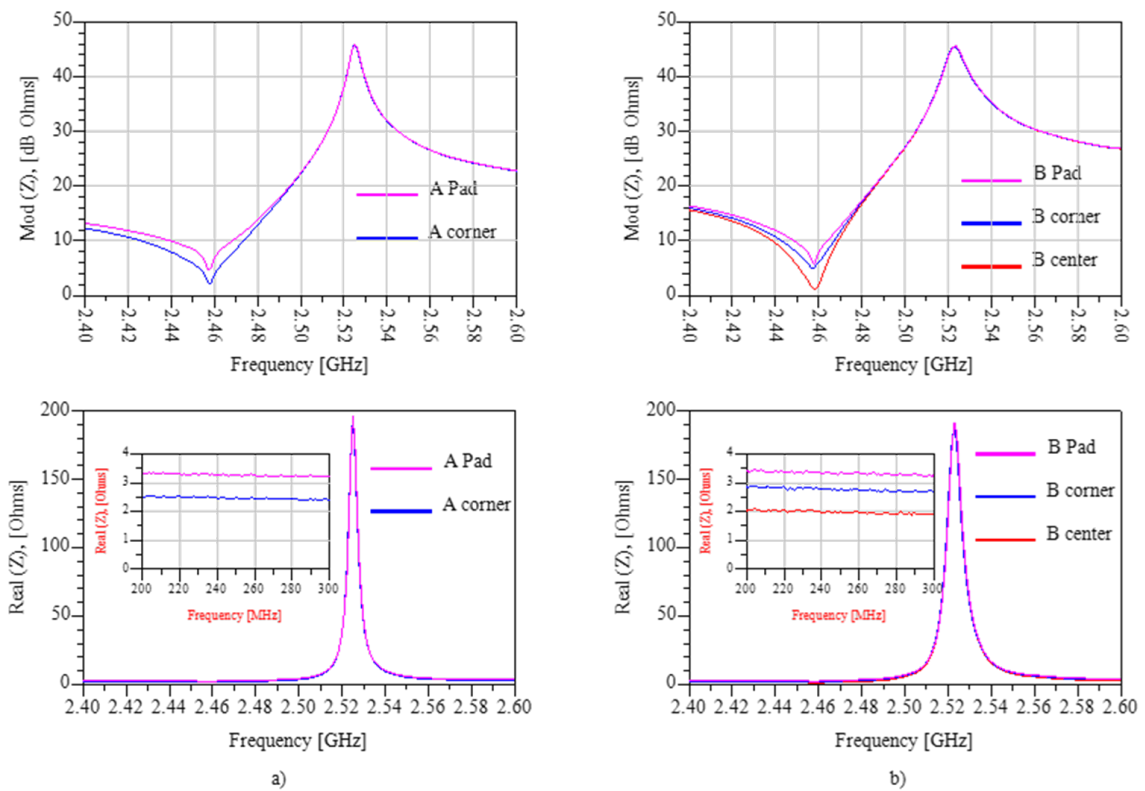 50
40
30
20
10
0
Mod (Z), [dB Ohms]
A Pad
A corner
2.40
2.42
2.44
2.46
2.48
2.50
2.52
2.54
2.56
2.58
2.60
Frequency [GHz]
50
40
30
20
10
0
Mod (Z), [dB Ohms]
B Pad
B corner
B center
2.40
2.42
2.44
2.46
2.48
2.50
2.52
2.54
2.56
2.58
2.60
Frequency [GHz]
200
150
100
50
0
Real (Z), [Ohms]
4
3
2
1
0
Real (Z), [Ohms]
200 220 240 260 280 300
Frequency [MHz]
A Pad
A corner
2.40 2.42 2.44 2.46 2.48 2.50 2.52 2.54 2.56 2.58 2.60
Frequency [GHz]
a)
200
150
100
50
0
Real (Z), [Ohms]
4
3
2
1
0
Real (Z), [Ohms]
200 220 240 260 280 300
Frequency [MHz]
B Pad
B corner
B center
2.40 2.42 2.44 2.46 2.48 2.50 2.52 2.54 2.56 2.58 2.60
Frequency [GHz]
b)